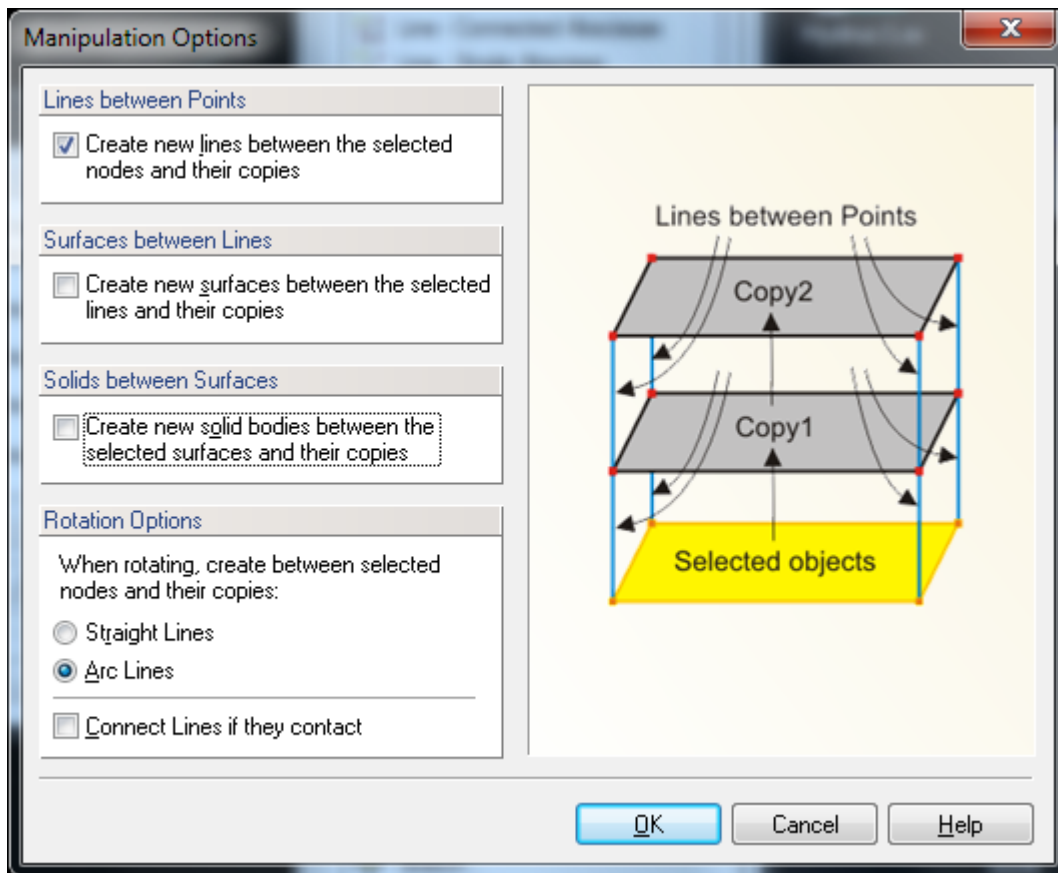 Manipulation Options
Lines between Points
Create new lines between the selected
nodes and their copies
Surfaces between Lines
Create new surfaces between the selected
lines and their copies
Solids between Surfaces
Create new solid bodies between the
selected surfaces and their copies
Rotation Options
When rotating, create between selected
nodes and their copies:
Straight Lines
Arc Lines
Connect Lines if they contact
Lines between Points
Copy2
Copy1
Selected objects
OK
Cancel
Help